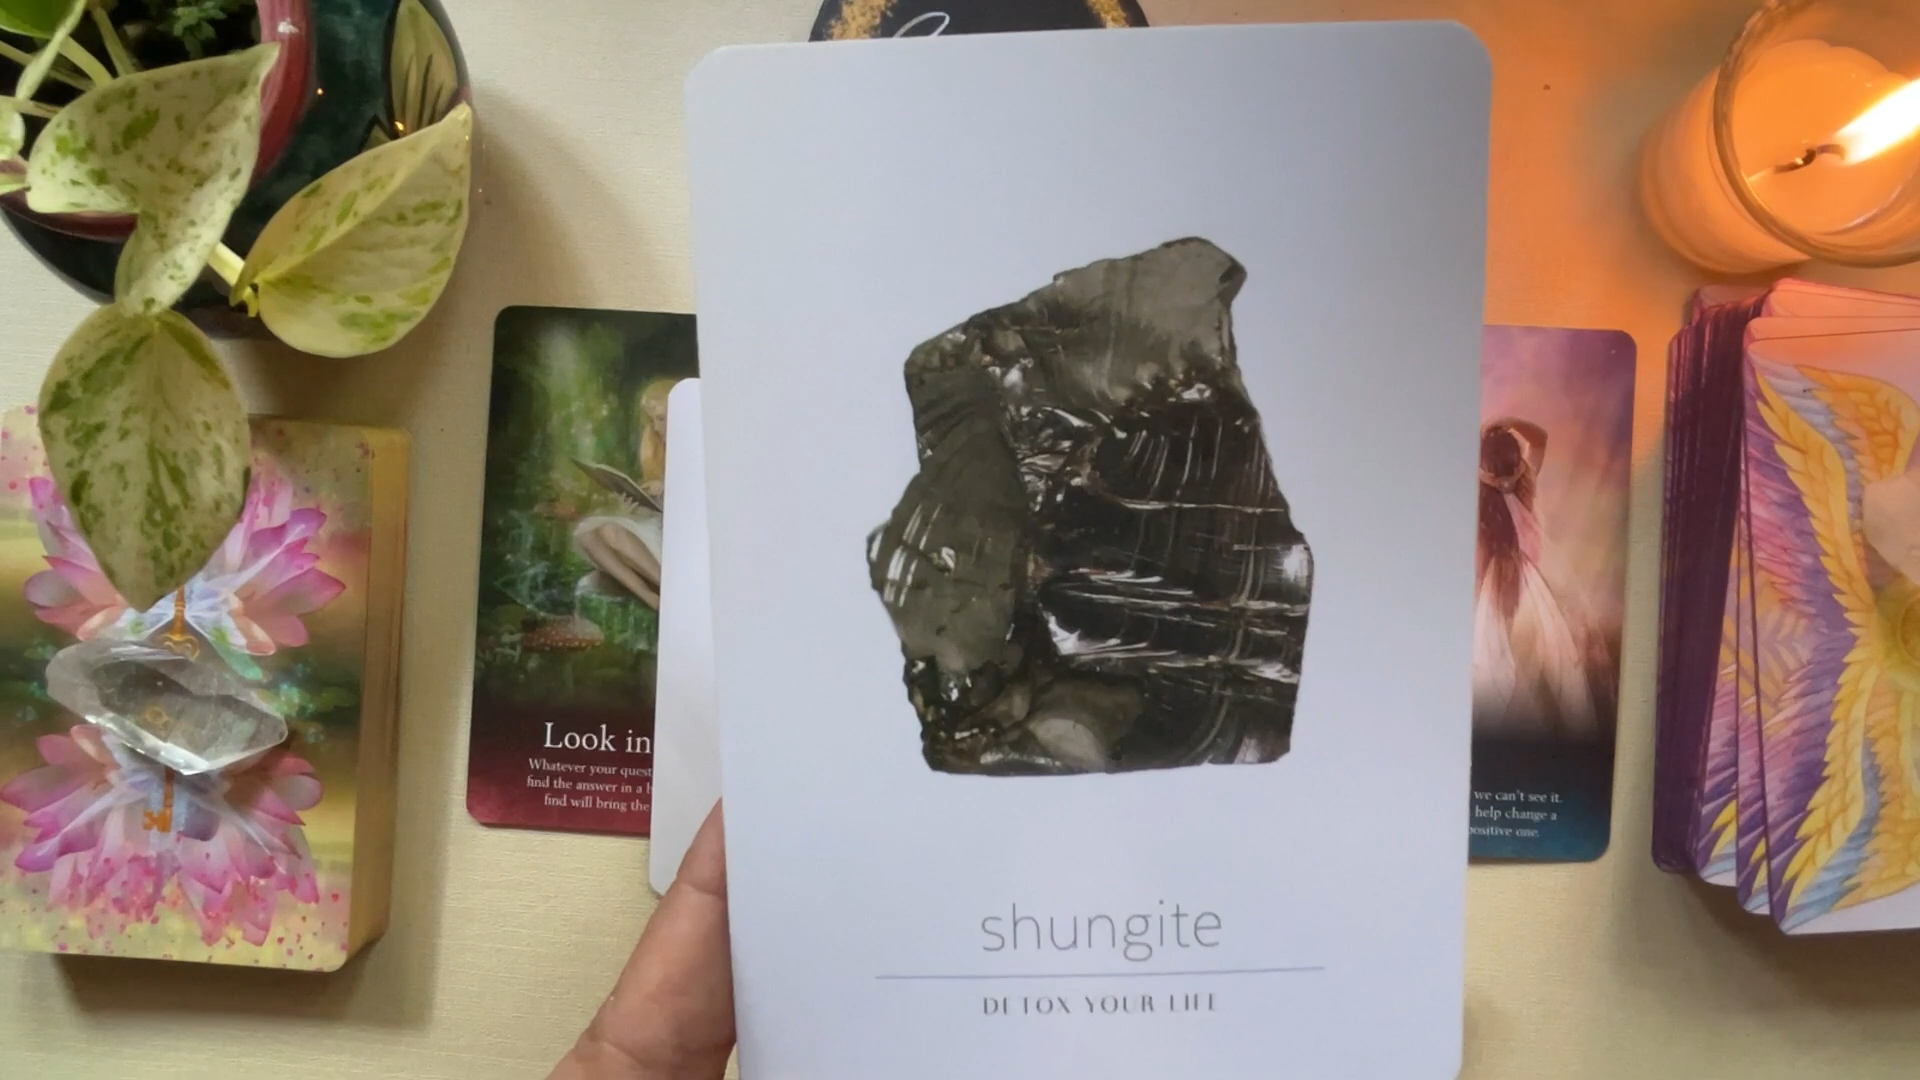 Look in
Whatever your quest
find the answer in a
find will bring the
shungite
DETOX YOUR LIFE
we can't see it.
help change a
positive one.